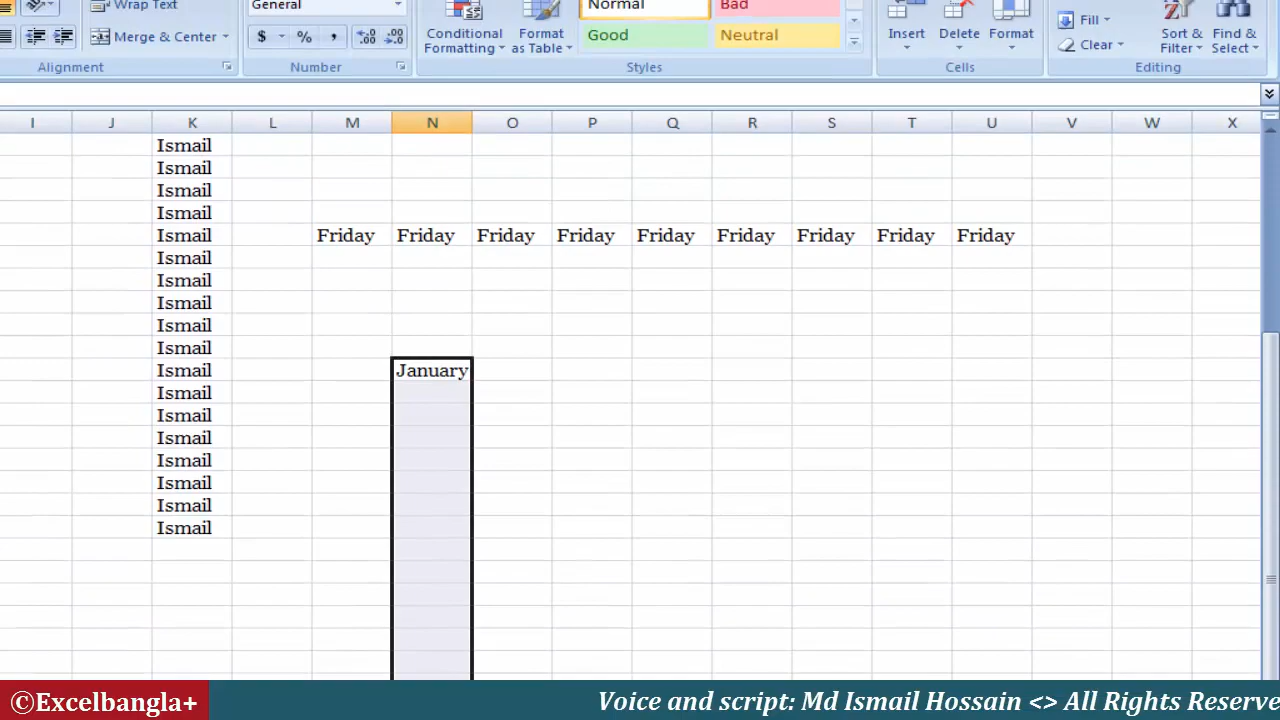 Wrap Text General Normal Bad
Merge & Center $ % , Conditional Formatting Format as Table Good Neutral Insert Delete Format Fill Clear Sort & Filter Find & Select
Alignment Number Styles Cells Editing
I J K L M N O P Q R S T U V W X
Ismail
Ismail
Ismail
Ismail
Ismail Friday Friday Friday Friday Friday Friday Friday Friday Friday
Ismail
Ismail
Ismail
Ismail
Ismail
Ismail January
Ismail
Ismail
Ismail
Ismail
Ismail
Ismail
Ismail
©Excelbangla+ Voice and script: Md Ismail Hossain <> All Rights Reserve